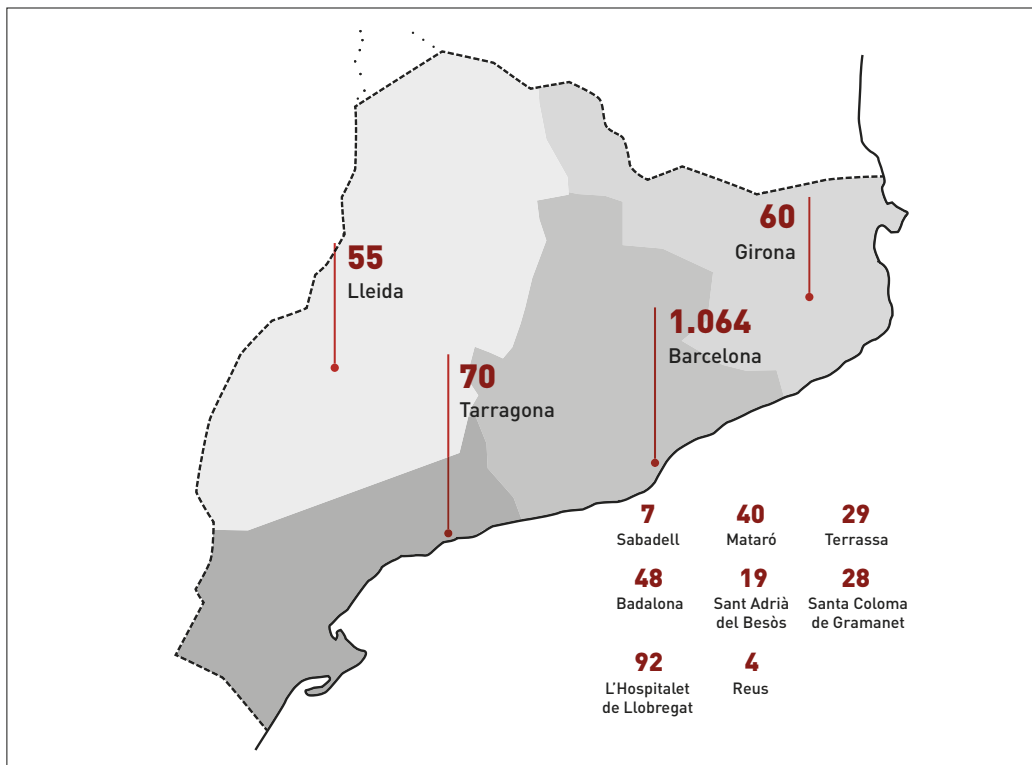 60
Girona
55
Lleida
1.064
Barcelona
70
Tarragona
7
Sabadell
40
Mataró
29
Terrassa
48
Badalona
19
Sant Adrià
del Besòs
28
Santa Coloma
de Gramanet
92
L'Hospitalet
de Llobregat
4
Reus